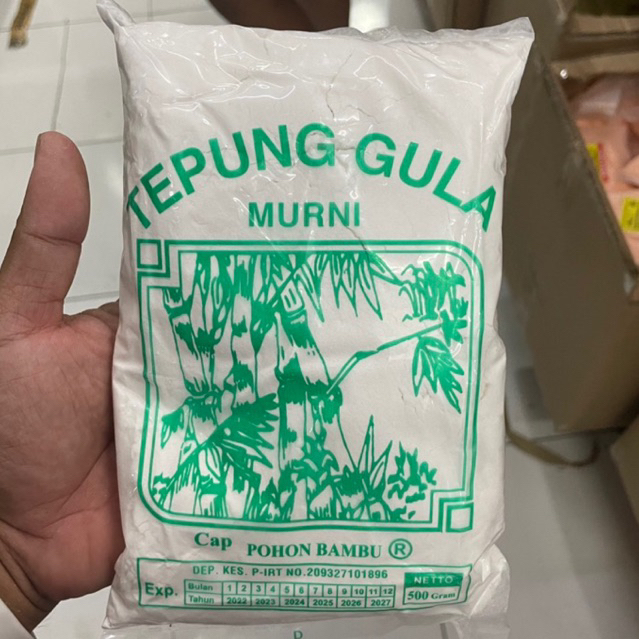 TEPUNG GULA
MURNI
Cap POHON BAMBU ®
DEP. KES. P-IRT NO.209327101896
Exp.
Bulan 1 2 3 4 5 6 7 8 9 10 11 12
Tahun 2022 2023 2024 2025 2026 2027
NETTO
500 Gram
D